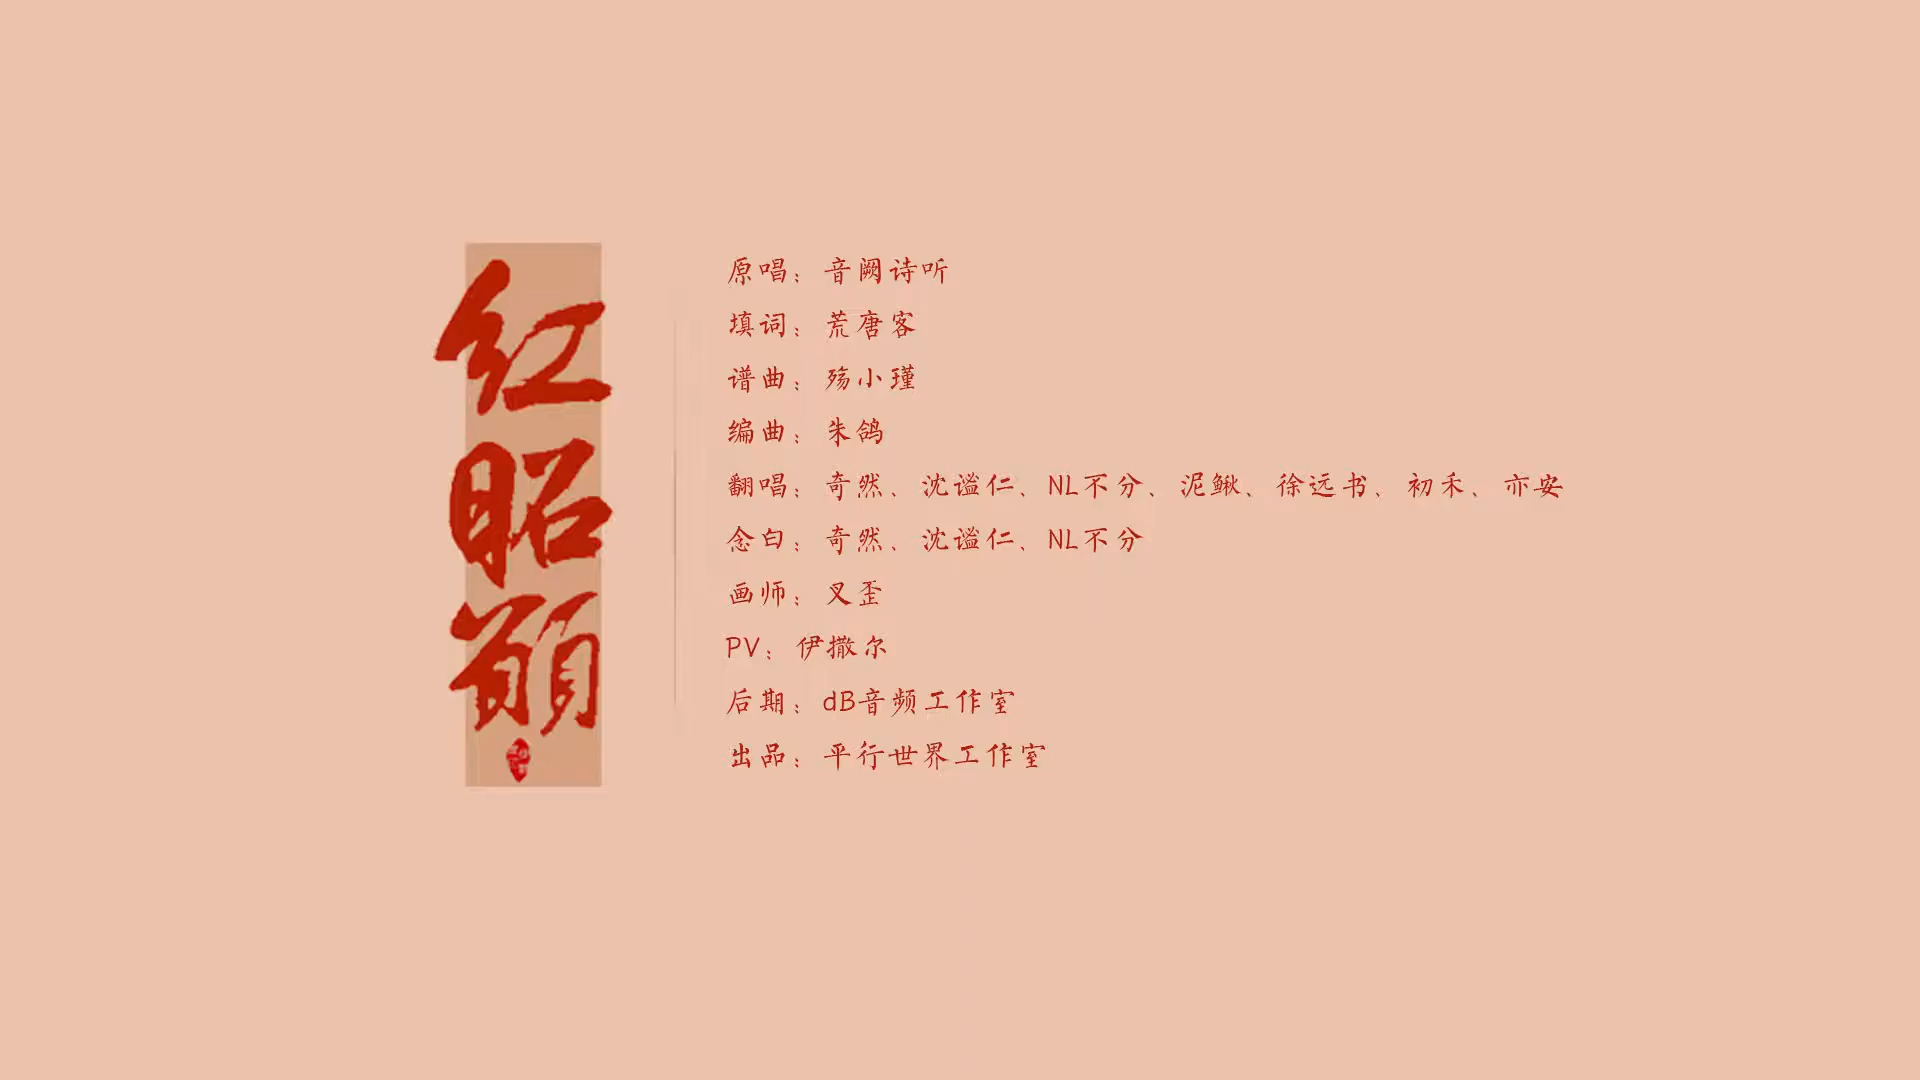 红昭愿
原唱：音阙诗听
填词：荒唐客
谱曲：殇小瑾
编曲：朱鸽
翻唱：奇然、沈谧仁、NL不分、泥鳅、徐远书、初禾、亦安
念白：奇然、沈谧仁、NL不分
画师：叉歪
PV：伊撒尔
后期：dB音频工作室
出品：平行世界工作室